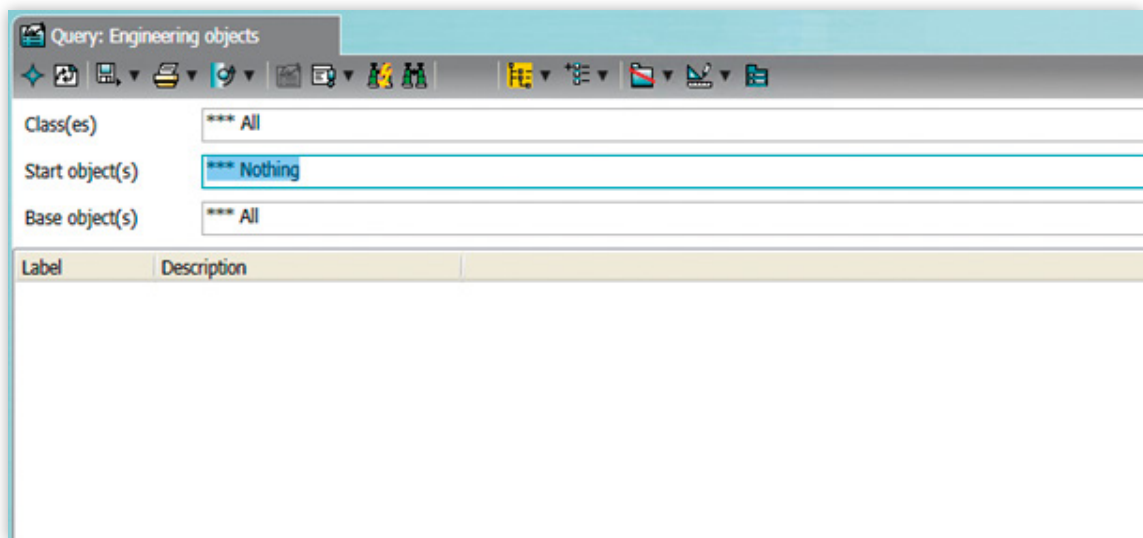 Query: Engineering objects
Class(es) *** All
Start object(s) *** Nothing
Base object(s) *** All
Label Description